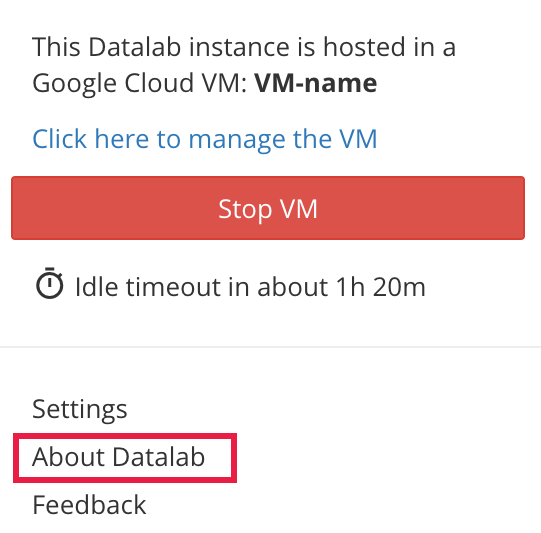 This Datalab instance is hosted in a
Google Cloud VM: VM-name
Click here to manage the VM
Stop VM
Idle timeout in about 1h 20m
Settings
About Datalab
Feedback